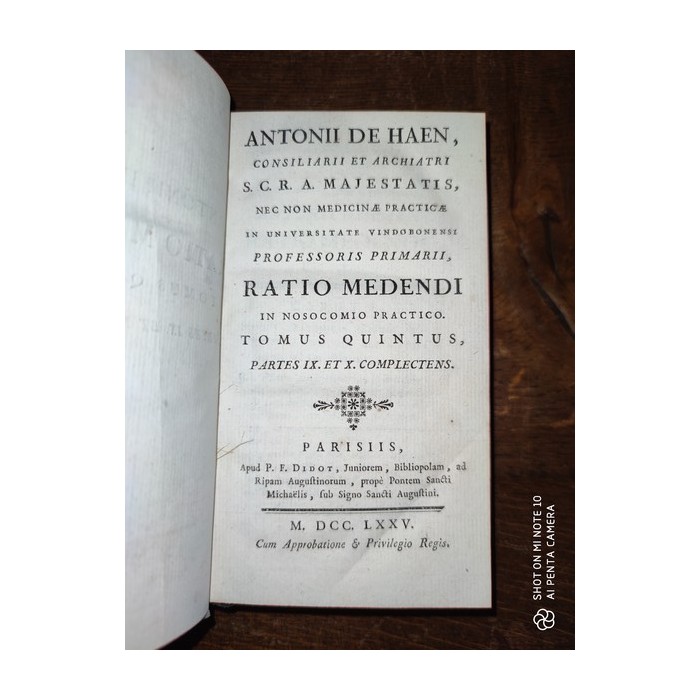 ANTONII DE HAEN,
CONSILIARII ET ARCHIATRI
S. C. R. A. MAJESTATIS,
NEC NON MEDICINÆ PRACTICÆ
IN UNIVERSITATE VINDOBONENSI
PROFESSORIS PRIMARII,
RATIO MEDENDI
IN NOSOCOMIO PRACTICO.
TOMUS QUINTUS,
PARTES IX. ET X. COMPLECTENS.
PARISIIS,
Apud P. F. DIDOT, Juniorem, Bibliopolam, ad
Ripam Augustinorum, propè Pontem Sancti
Michaëlis, sub Signo Sancti Augustini.
M. DCC. LXXV.
Cum Approbatione & Privilegio Regis.
SHOT ON MI NOTE 10
AI PENTA CAMERA